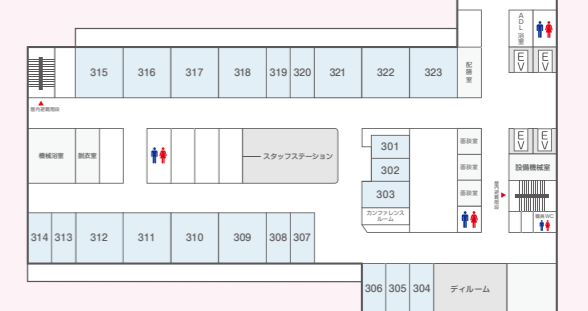 ADL浴室
EV
EV
315
316
317
318
319
320
321
322
323
配膳室
屋内避難階段
機械浴室
脱衣室
スタッフステーション
301
302
303
カンファレンス
ルーム
面談室
面談室
面談室
EV
EV
設備機械室
屋内避難階段
職員WC
314
313
312
311
310
309
308
307
306
305
304
ディルーム